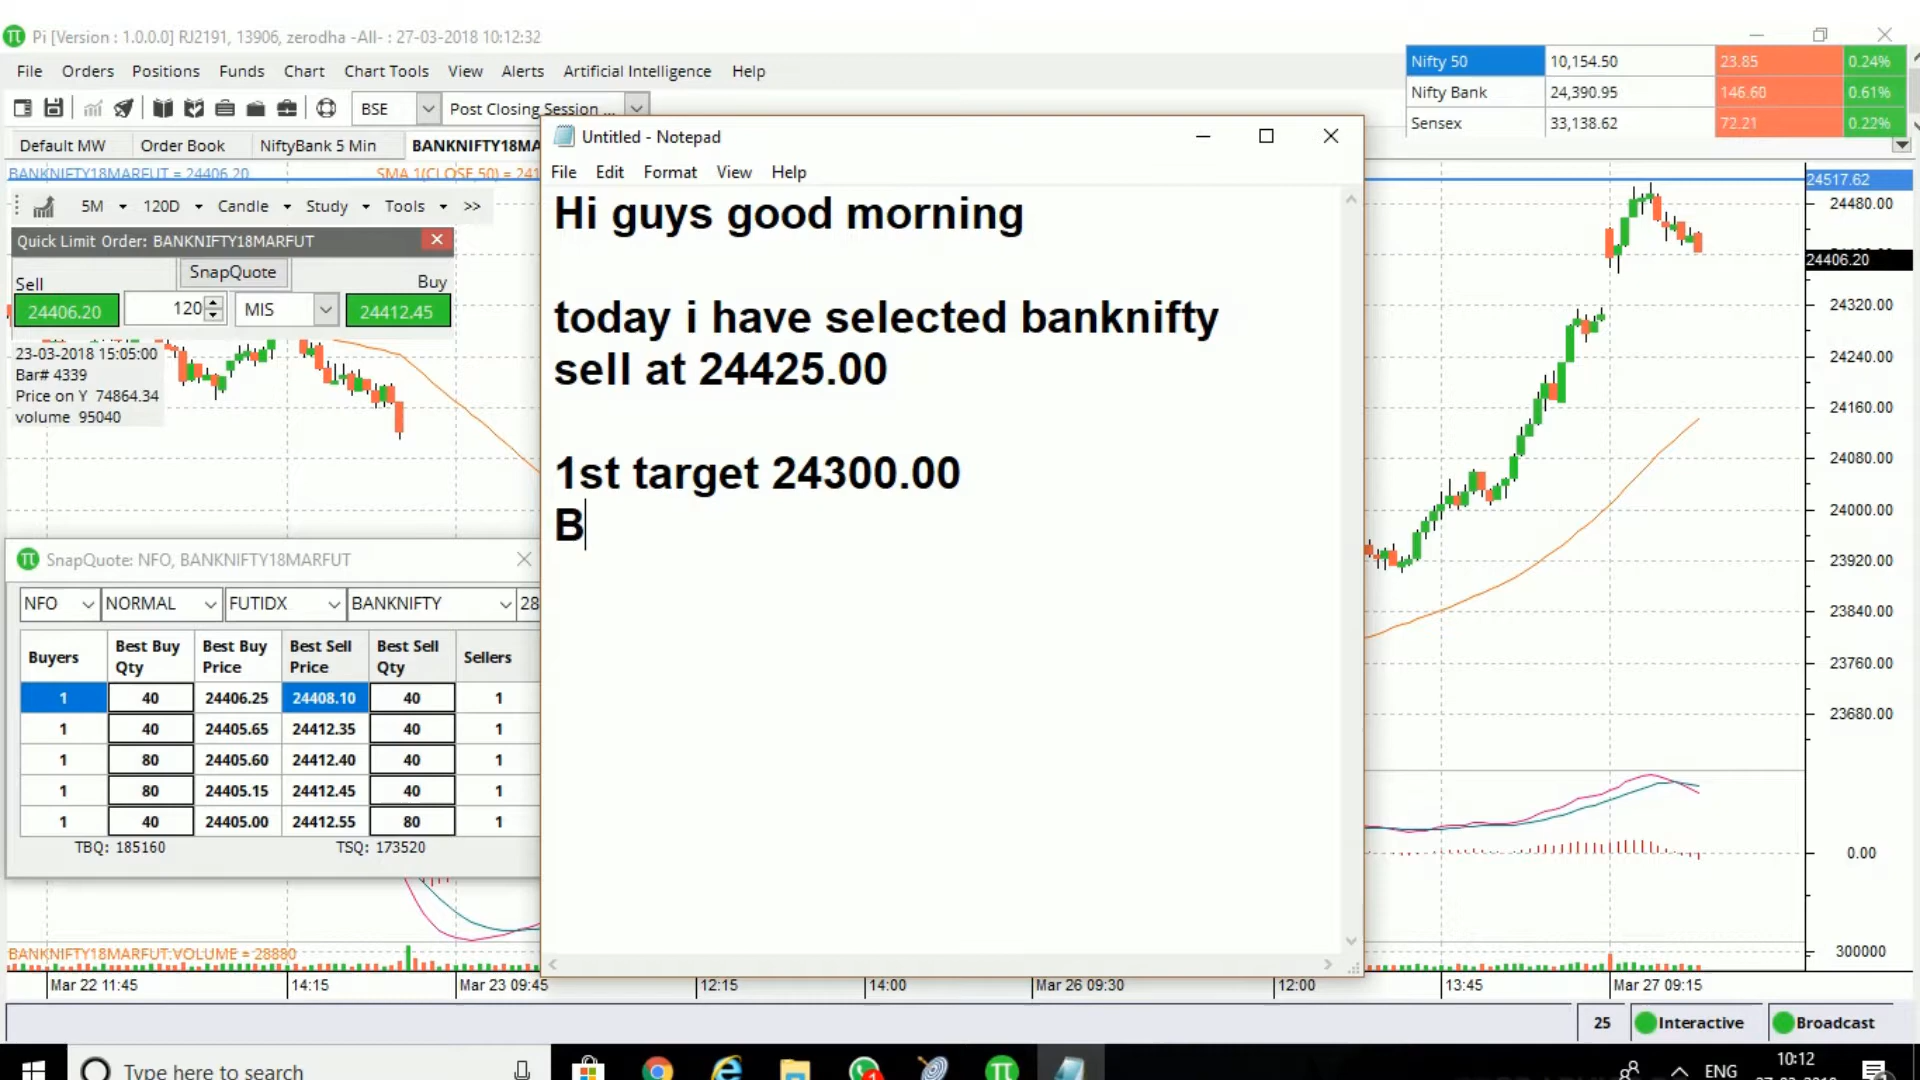 Pi [Version : 1.0.0.0] RJ2191, 13906, zerodha -All- : 27-03-2018 10:12:32
File Orders Positions Funds Chart Chart Tools View Alerts Artificial Intelligence Help
Nifty 50 10,154.50 23.85 0.24%
Nifty Bank 24,390.95 146.60 0.61%
Sensex 33,138.62 72.21 0.22%
BSE Post Closing Session ...
Default MW Order Book NiftyBank 5 Min BANKNIFTY18MA
BANKNIFTY18MARFUT = 24406.20 SMA 1(CLOSE,50) = 241
5M 120D Candle Study Tools >>
Quick Limit Order: BANKNIFTY18MARFUT
SnapQuote
Sell Buy
24406.20 120 MIS 24412.45
23-03-2018 15:05:00
Bar# 4339
Price on Y 74864.34
volume 95040
Untitled - Notepad
File Edit Format View Help
Hi guys good morning
today i have selected banknifty
sell at 24425.00
1st target 24300.00
B
SnapQuote: NFO, BANKNIFTY18MARFUT
NFO NORMAL FUTIDX BANKNIFTY 28
Buyers Best Buy Qty Best Buy Price Best Sell Price Best Sell Qty Sellers
1 40 24406.25 24408.10 40 1
1 40 24405.65 24412.35 40 1
1 80 24405.60 24412.40 40 1
1 80 24405.15 24412.45 40 1
1 40 24405.00 24412.55 80 1
TBQ: 185160 TSQ: 173520
24517.62
24480.00
24406.20
24320.00
24240.00
24160.00
24080.00
24000.00
23920.00
23840.00
23760.00
23680.00
0.00
300000
BANKNIFTY18MARFUT:VOLUME = 28880
Mar 22 11:45 14:15 Mar 23 09:45 12:15 14:00 Mar 26 09:30 12:00 13:45 Mar 27 09:15
25 Interactive Broadcast
Type here to search
ENG 10:12